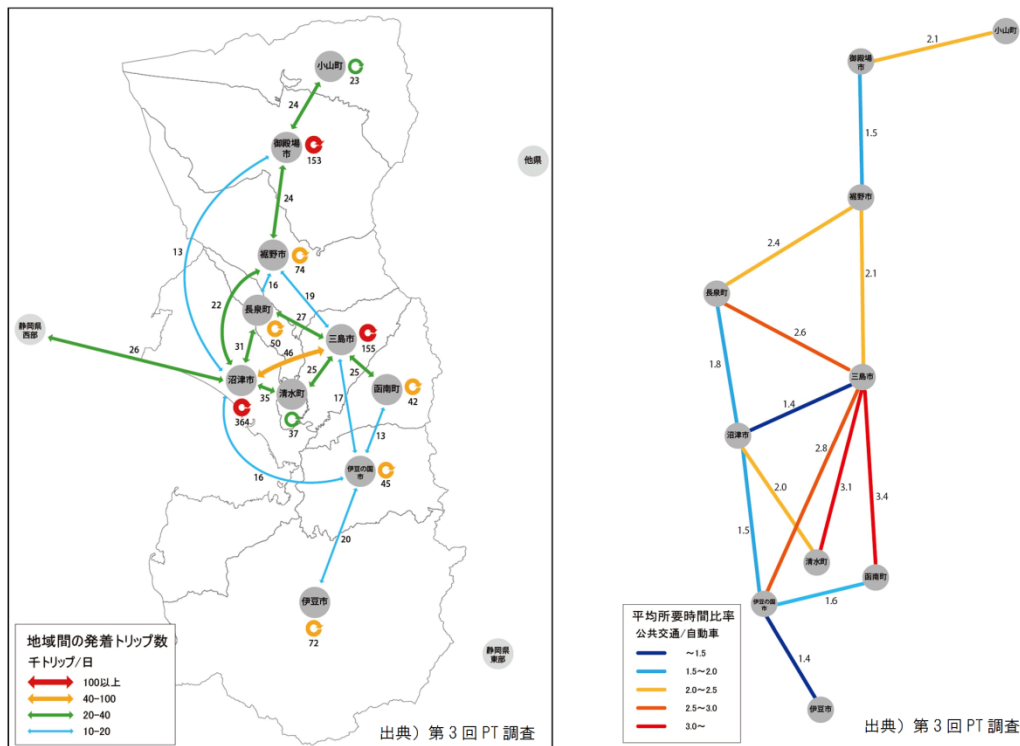 小山町
23
24
御殿場
市
153
他県
24
13
裾野市
74
16
19
22
長泉町
27
静岡県
西部
50
三島市
155
26
31
46
25
25
沼津市
35
清水町
函南町
364
37
17
42
13
16
伊豆の国
市
45
20
伊豆市
72
静岡県
東部
地域間の発着トリップ数
千トリップ/日
100以上
40-100
20-40
10-20
出典）第3回PT調査
2.1
小山町
御殿場
市
1.5
裾野市
2.4
2.1
長泉町
2.6
1.8
三島市
1.4
沼津市
2.8
2.0
3.1
3.4
1.5
清水町
函南町
伊豆の国
市
1.6
1.4
伊豆市
平均所要時間比率
公共交通/自動車
～1.5
1.5～2.0
2.0～2.5
2.5～3.0
3.0～
出典）第3回PT調査